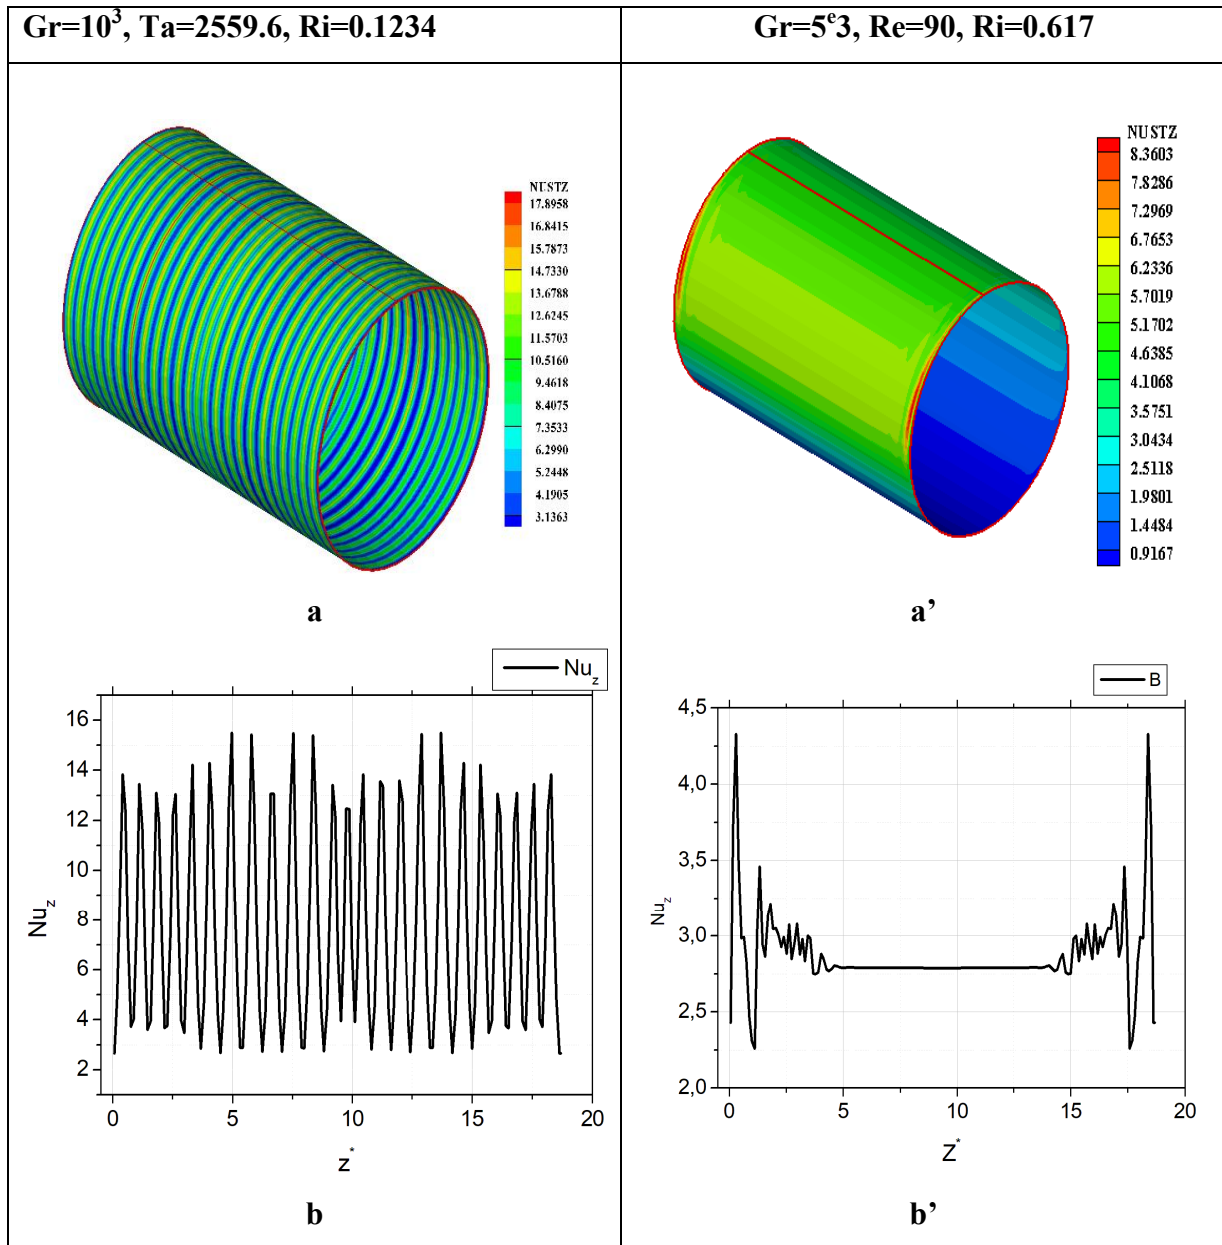 Gr=10³, Ta=2559.6, Ri=0.1234
Gr=5ᵉ3, Re=90, Ri=0.617
NUSTZ
17.8958
16.8415
15.7873
14.7330
13.6788
12.6245
11.5703
10.5160
9.4618
8.4075
7.3533
6.2990
5.2448
4.1905
3.1363
a
NUSTZ
8.3603
7.8286
7.2969
6.7653
6.2336
5.7019
5.1702
4.6385
4.1068
3.5751
3.0434
2.5118
1.9801
1.4484
0.9167
a’
Nu_z
16
14
12
10
8
6
4
2
Nu_z
0 5 10 15 20
z*
b
B
4,5
4,0
3,5
3,0
2,5
2,0
Nu_z
0 5 10 15 20
Z*
b’